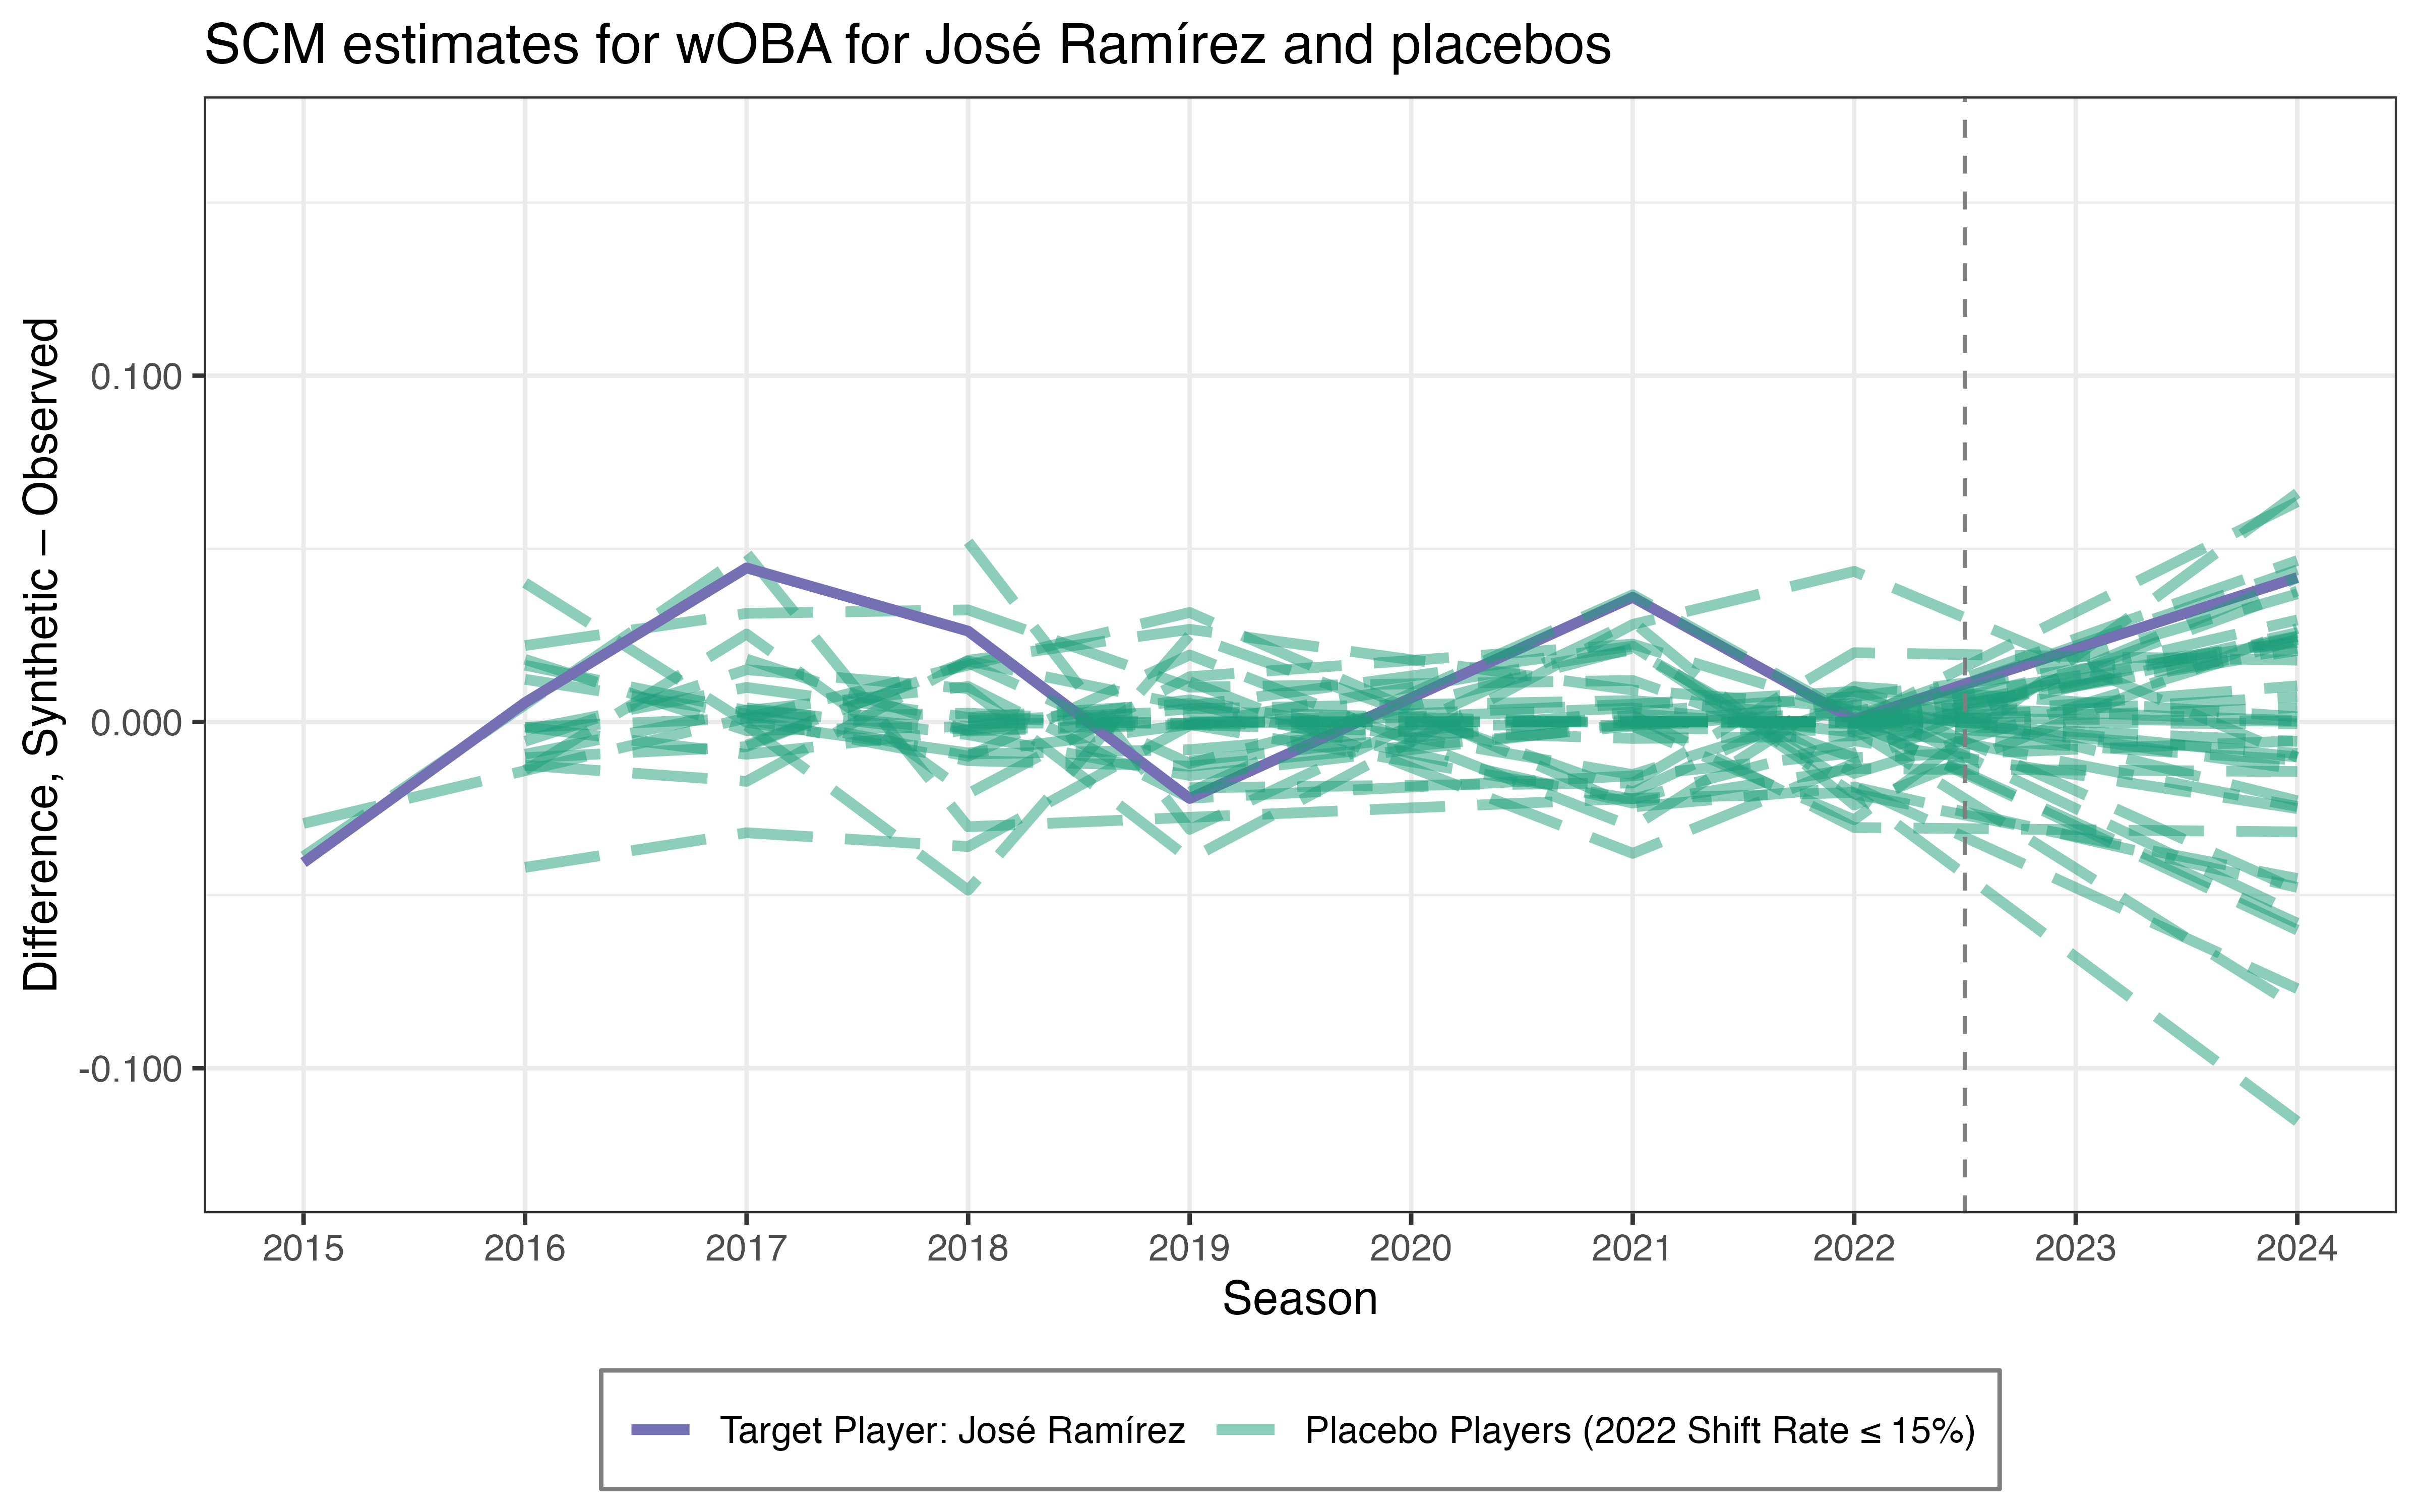 SCM estimates for wOBA for José Ramírez and placebos
Difference, Synthetic − Observed
0.100
0.000
-0.100
2015 2016 2017 2018 2019 2020 2021 2022 2023 2024
Season
Target Player: José Ramírez Placebo Players (2022 Shift Rate ≤ 15%)